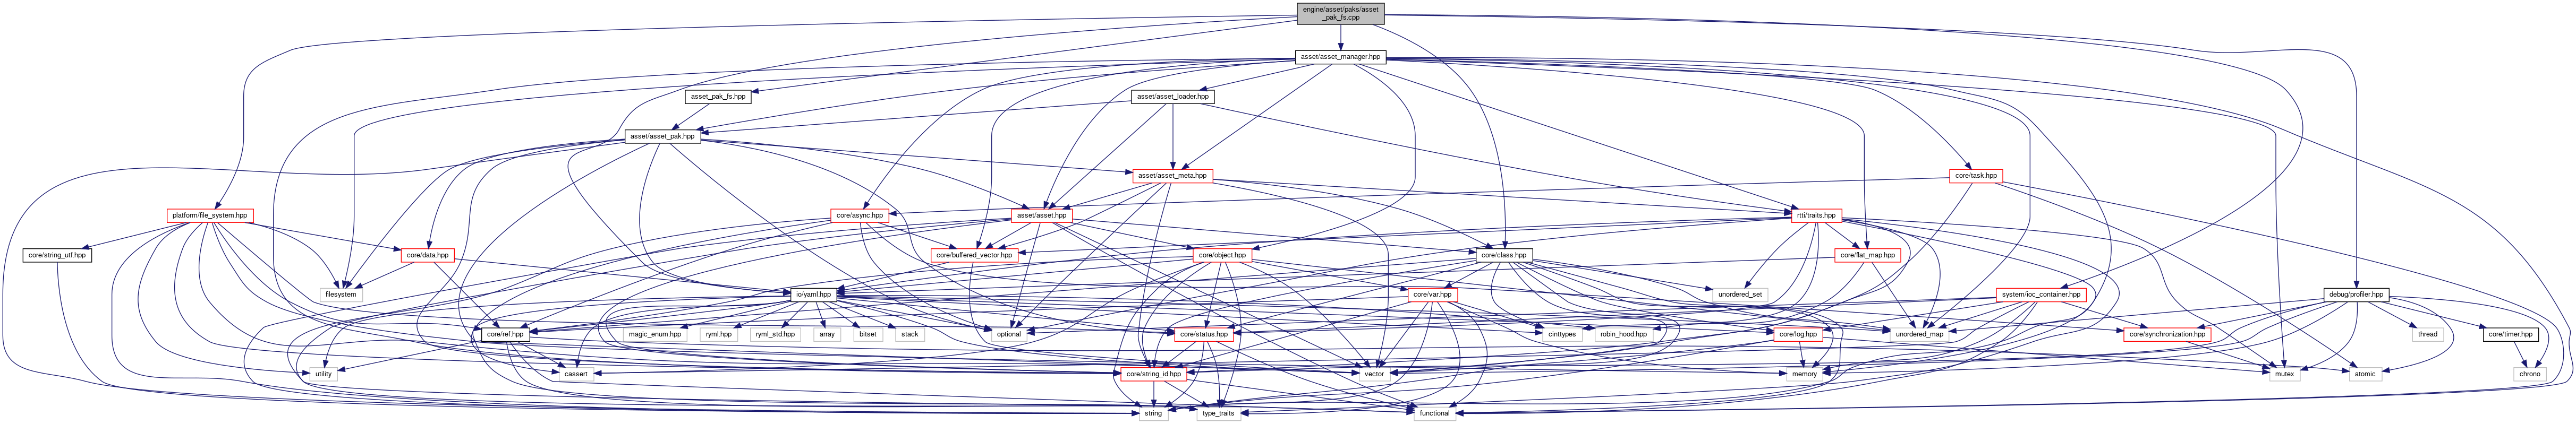 engine/asset/paks/asset
_pak_fs.cpp
asset/asset_manager.hpp
asset_pak_fs.hpp
asset/asset_loader.hpp
asset/asset_pak.hpp
asset/asset_meta.hpp
core/task.hpp
platform/file_system.hpp
core/async.hpp
asset/asset.hpp
rtti/traits.hpp
core/string_utf.hpp
core/data.hpp
core/buffered_vector.hpp
core/object.hpp
core/class.hpp
core/flat_map.hpp
filesystem
io/yaml.hpp
core/var.hpp
unordered_set
system/ioc_container.hpp
debug/profiler.hpp
core/ref.hpp
magic_enum.hpp
ryml.hpp
ryml_std.hpp
array
bitset
stack
optional
core/status.hpp
cinttypes
robin_hood.hpp
core/log.hpp
unordered_map
core/synchronization.hpp
thread
core/timer.hpp
utility
cassert
core/string_id.hpp
vector
memory
mutex
atomic
chrono
string
type_traits
functional